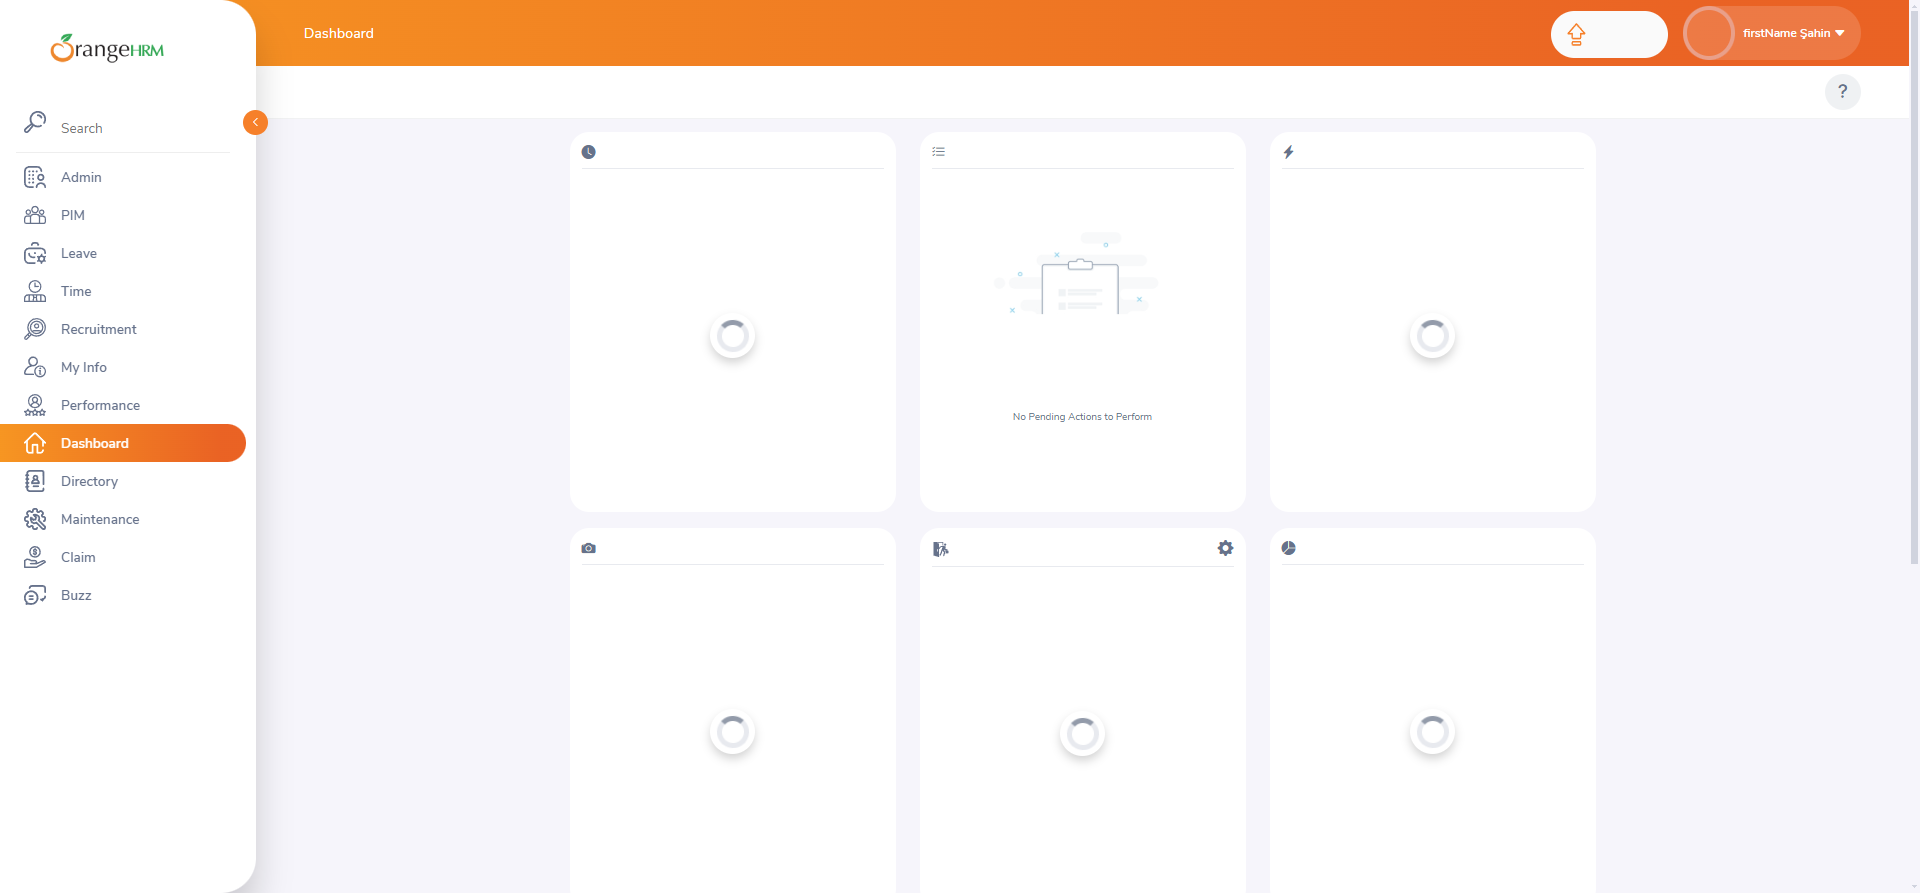 OrangeHRM
Dashboard
firstName Şahin
?
Search
Admin
PIM
Leave
Time
Recruitment
My Info
Performance
Dashboard
Directory
Maintenance
Claim
Buzz
No Pending Actions to Perform